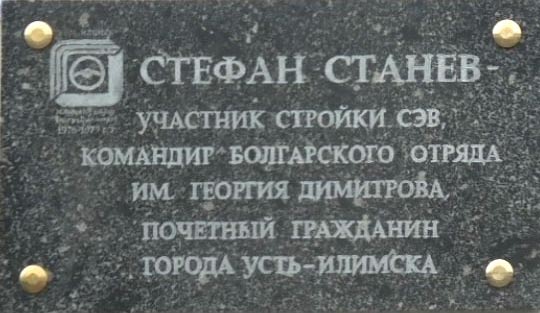 СТЕФАН СТАНЕВ-
УЧАСТНИК СТРОЙКИ СЭВ,
КОМАНДИР БОЛГАРСКОГО ОТРЯДА
ИМ. ГЕОРГИЯ ДИМИТРОВА,
ПОЧЕТНЫЙ ГРАЖДАНИН
ГОРОДА УСТЬ-ИЛИМСКА